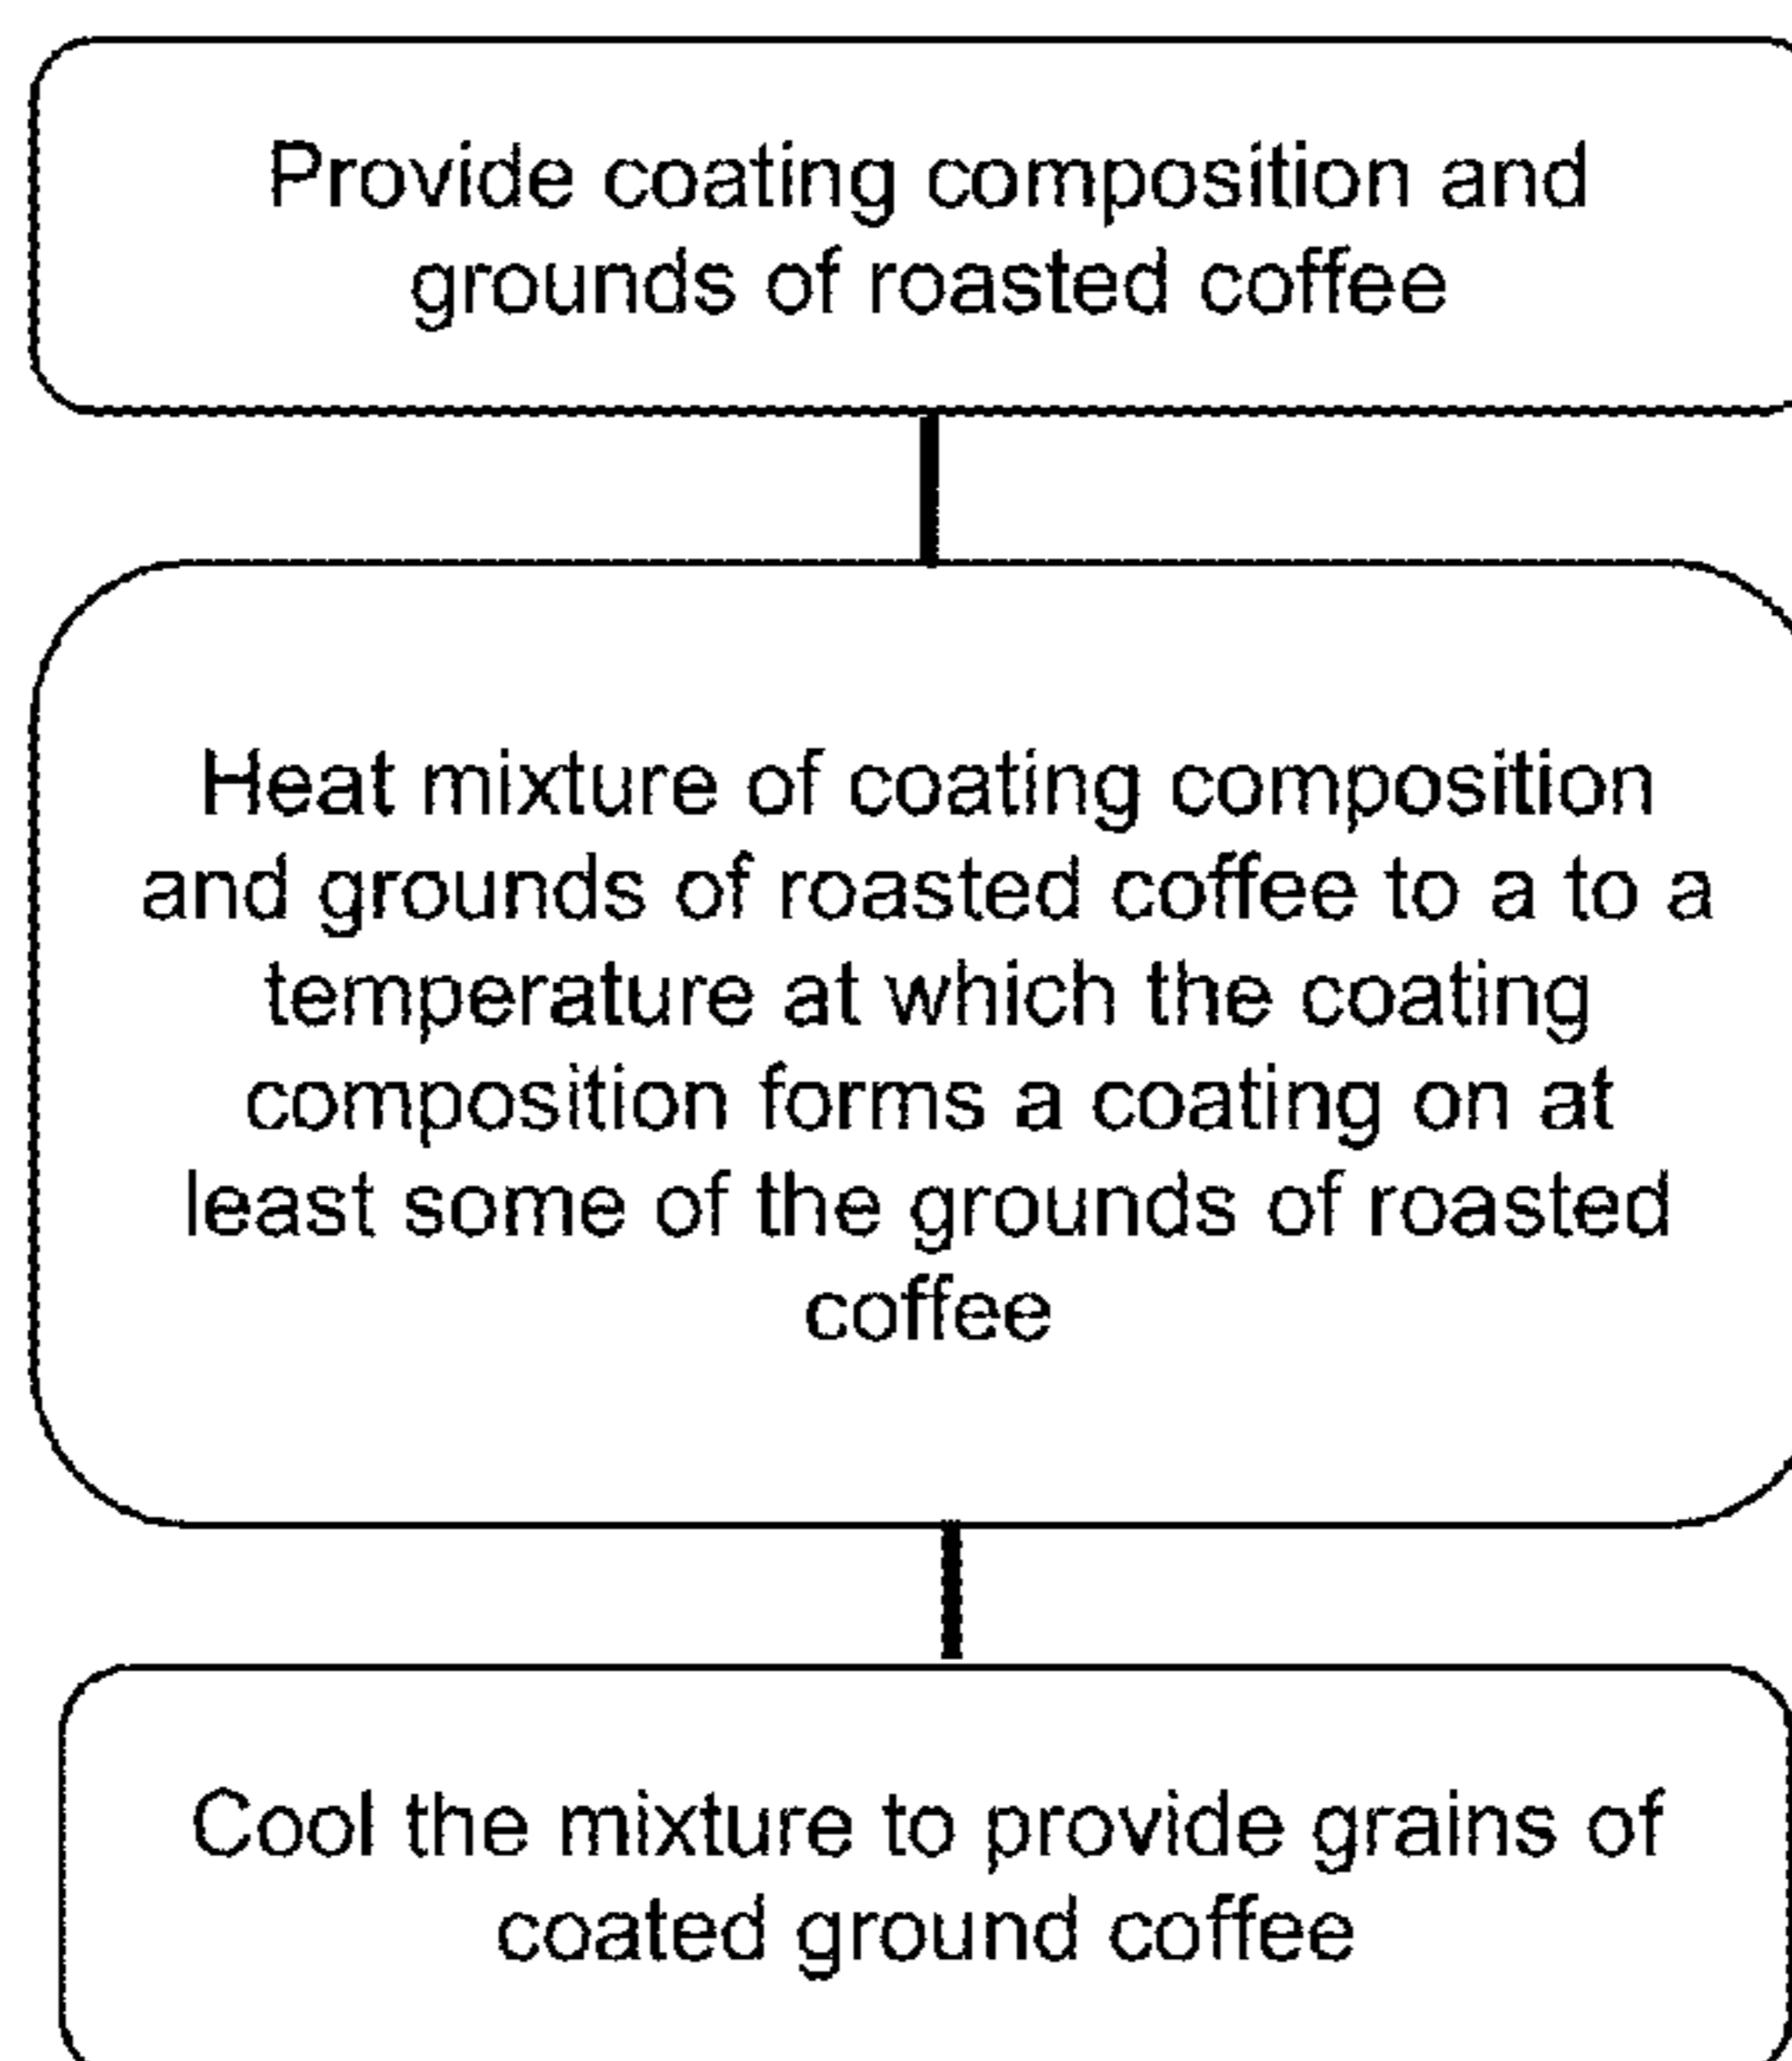 Provide coating composition and
grounds of roasted coffee
Heat mixture of coating composition
and grounds of roasted coffee to a to a
temperature at which the coating
composition forms a coating on at
least some of the grounds of roasted
coffee
Cool the mixture to provide grains of
coated ground coffee